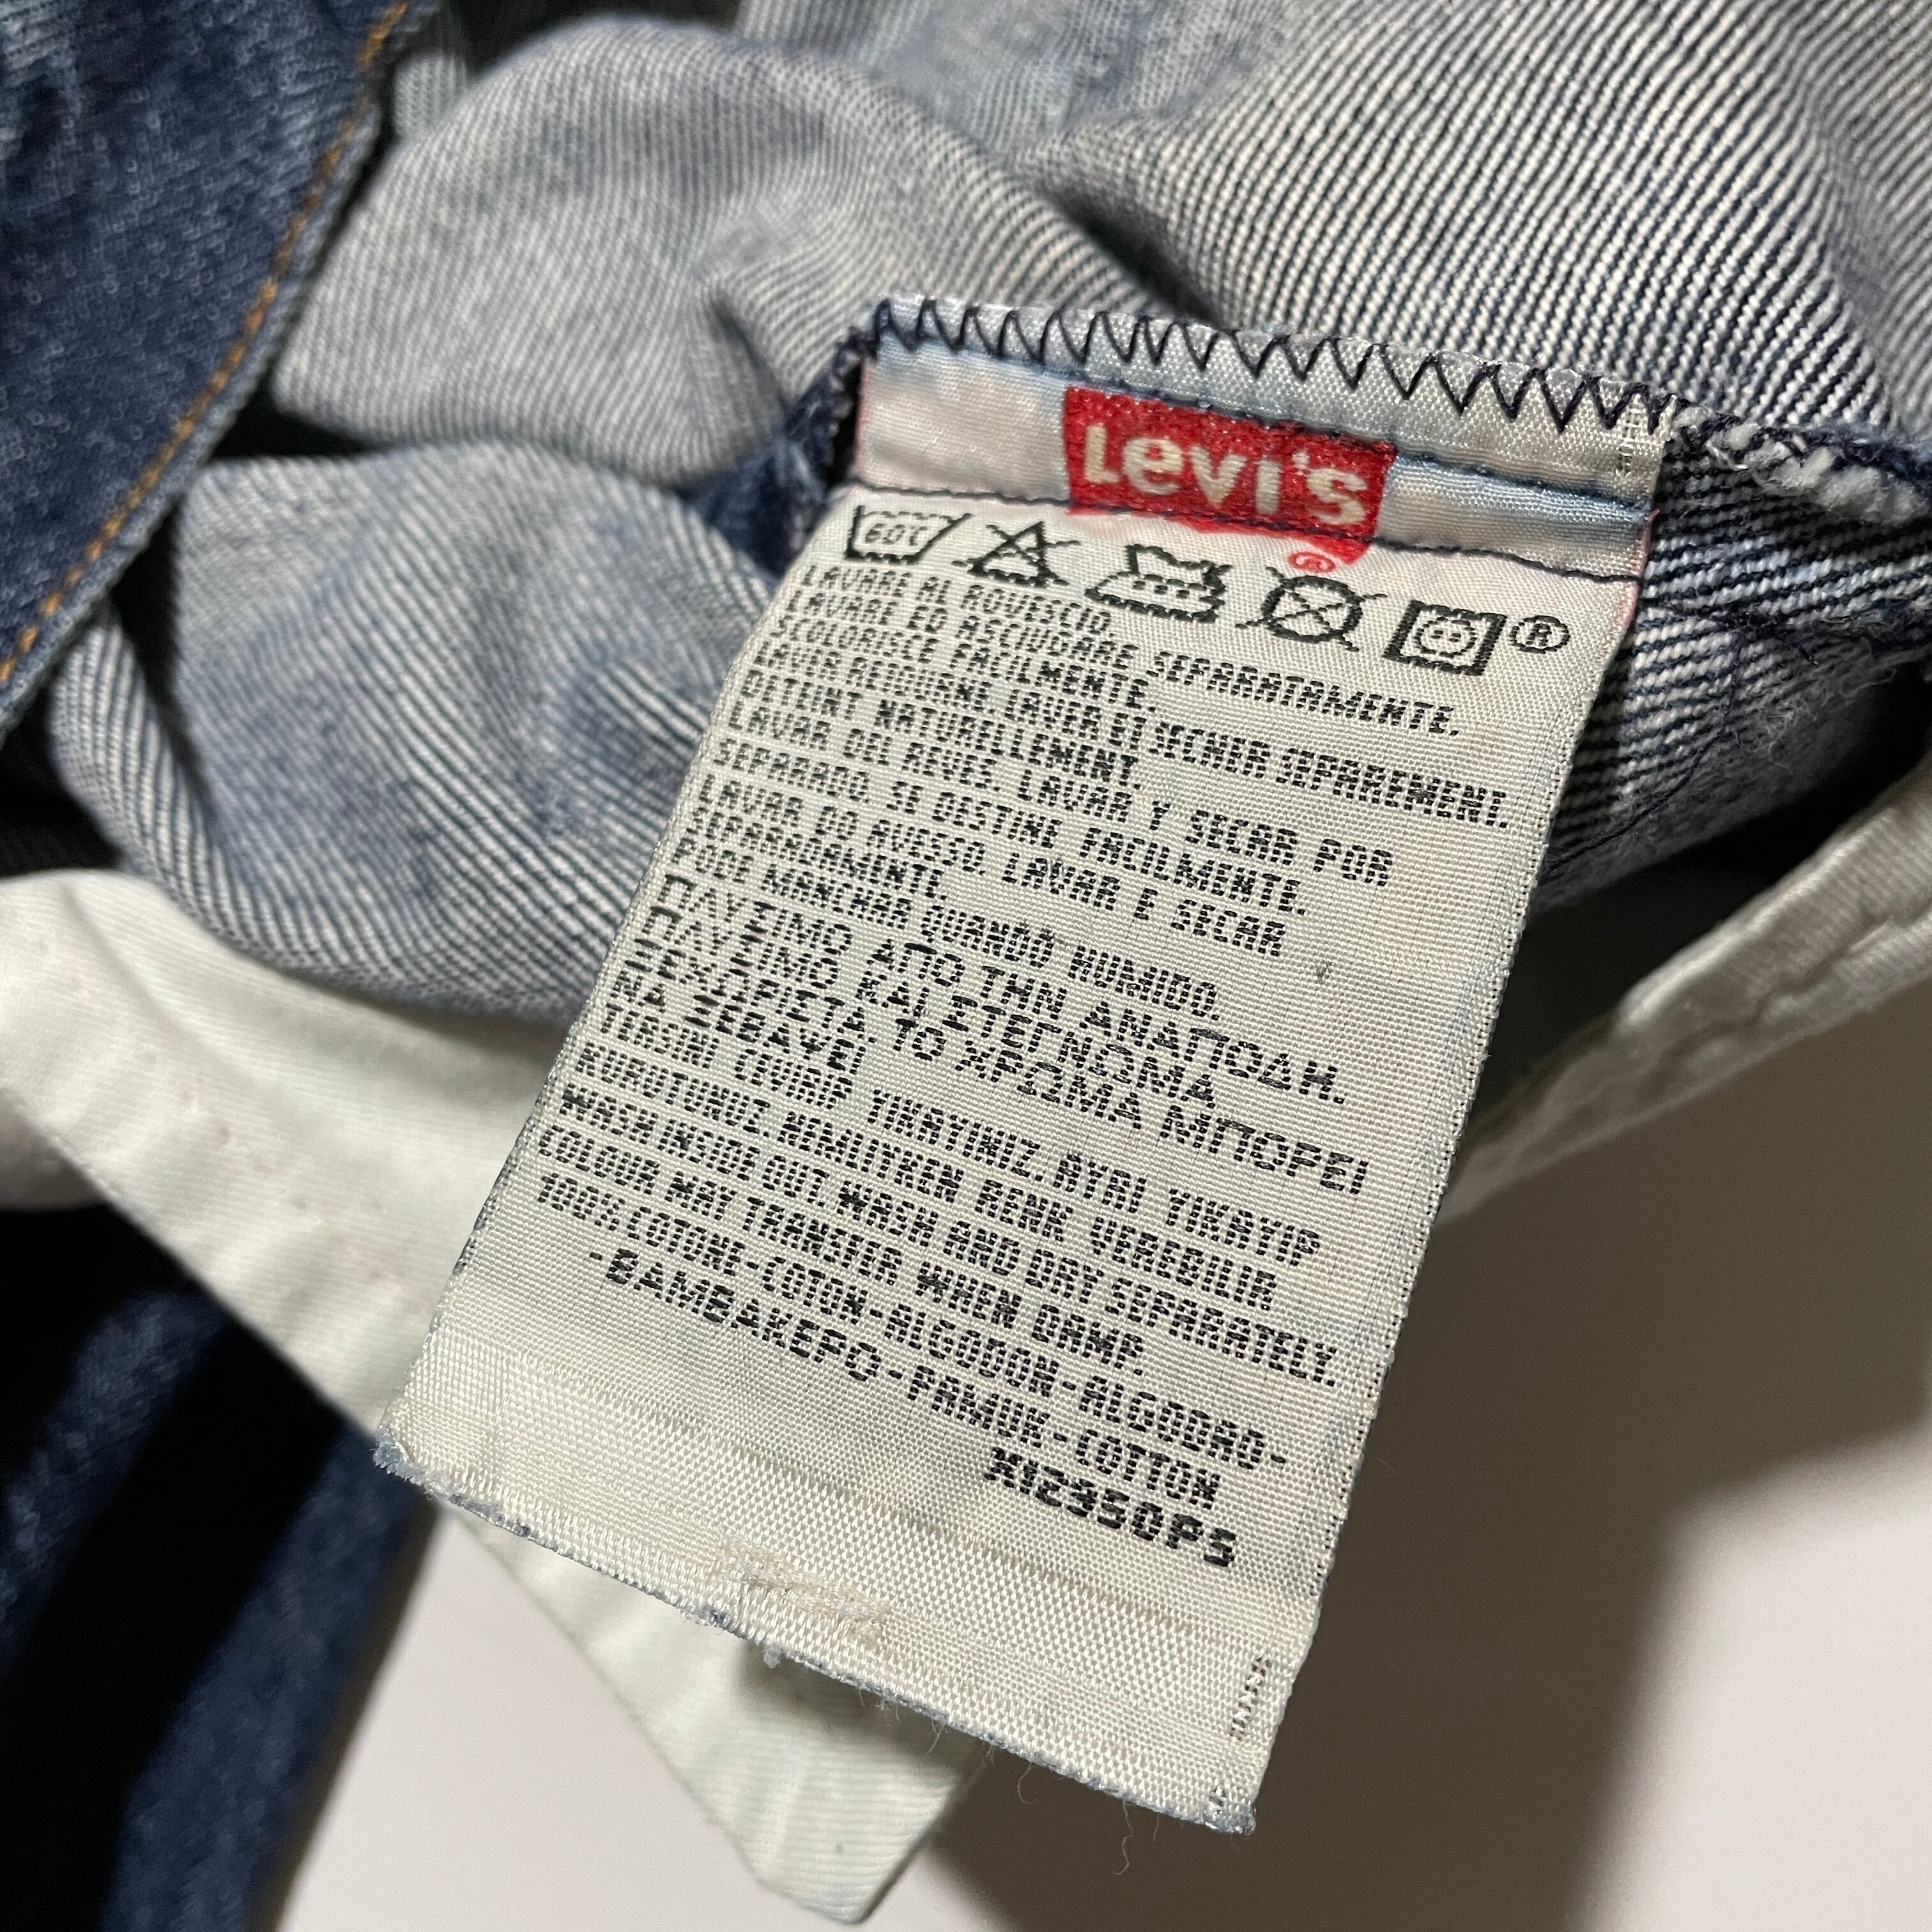 Levi's
®
60C ®
LAVARE AL ROVESCIO.
LAVARE ED ASCIUGARE SEPARATAMENTE.
SCOLORISCE FACILMENTE.
LAVER RETOURNE LAVER ET SECHER SEPAREMENT.
DETEINT NATURELLEMENT.
LAVAR DEL REVES. LAVAR Y SECAR POR
SEPARADO. SE DESTINE FACILMENTE.
LAVAR DO AVESSO. LAVAR E SECAR
SEPARADAMENTE.
PODE MANCHAR QUANDO HUMIDO.
ΠΛΥΣΙΜΟ ΑΠΟ ΤΗΝ ΑΝΑΠΟΔΗ.
ΠΛΥΣΙΜΟ ΚΑΙ ΣΤΕΓΝΩΜΑ
ΞΕΧΩΡΙΣΤΑ. ΤΟ ΧΡΩΜΑ ΜΠΟΡΕΙ
ΝΑ ΞΕΒΑΨΕΙ.
TERSINI CEVIRIP YIKAYINIZ. AYRI YIKAYIP
KURUTUNUZ. NEMLIYKEN RENK VEREBILIR
WASH INSIDE OUT. WASH AND DRY SEPARATELY.
COLOUR MAY TRANSFER WHEN DAMP.
100% COTONE-COTON-ALGODON-ALGODAO-
-BAMBAKEPO-PAMUK-COTTON
X12950PS